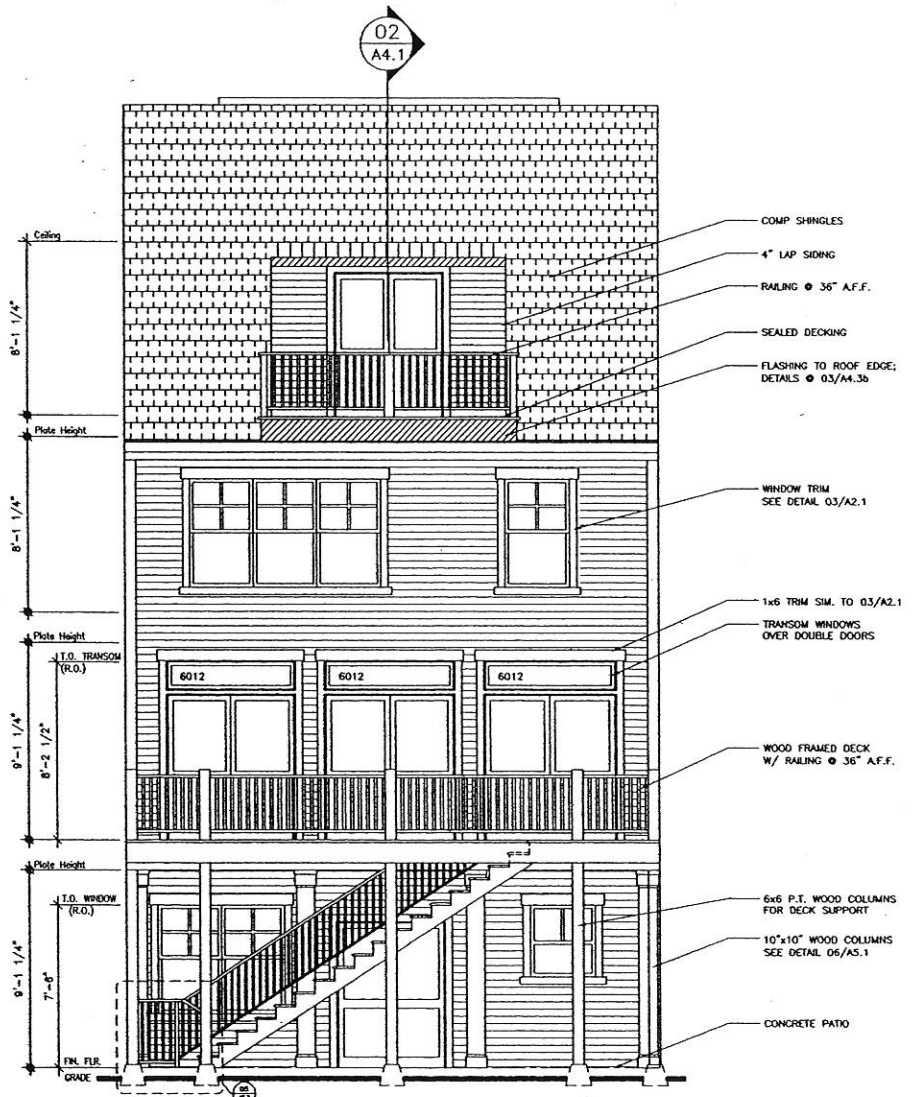 02
A4.1
Ceiling
COMP SHINGLES
4" LAP SIDING
RAILING @ 36" A.F.F.
8'-1 1/4"
SEALED DECKING
FLASHING TO ROOF EDGE;
DETAILS @ 03/A4.3b
Plate Height
8'-1 1/4"
WINDOW TRIM
SEE DETAIL 03/A2.1
1x6 TRIM SIM. TO 03/A2.1
Plate Height
T.O. TRANSOM
(R.O.)
TRANSOM WINDOWS
OVER DOUBLE DOORS
6012
6012
6012
9'-1 1/4"
8'-2 1/2"
WOOD FRAMED DECK
W/ RAILING @ 36" A.F.F.
Plate Height
T.O. WINDOW
(R.O.)
6x6 P.T. WOOD COLUMNS
FOR DECK SUPPORT
10"x10" WOOD COLUMNS
SEE DETAIL 06/A5.1
9'-1 1/4"
7'-6"
CONCRETE PATIO
FIN. FLR.
GRADE